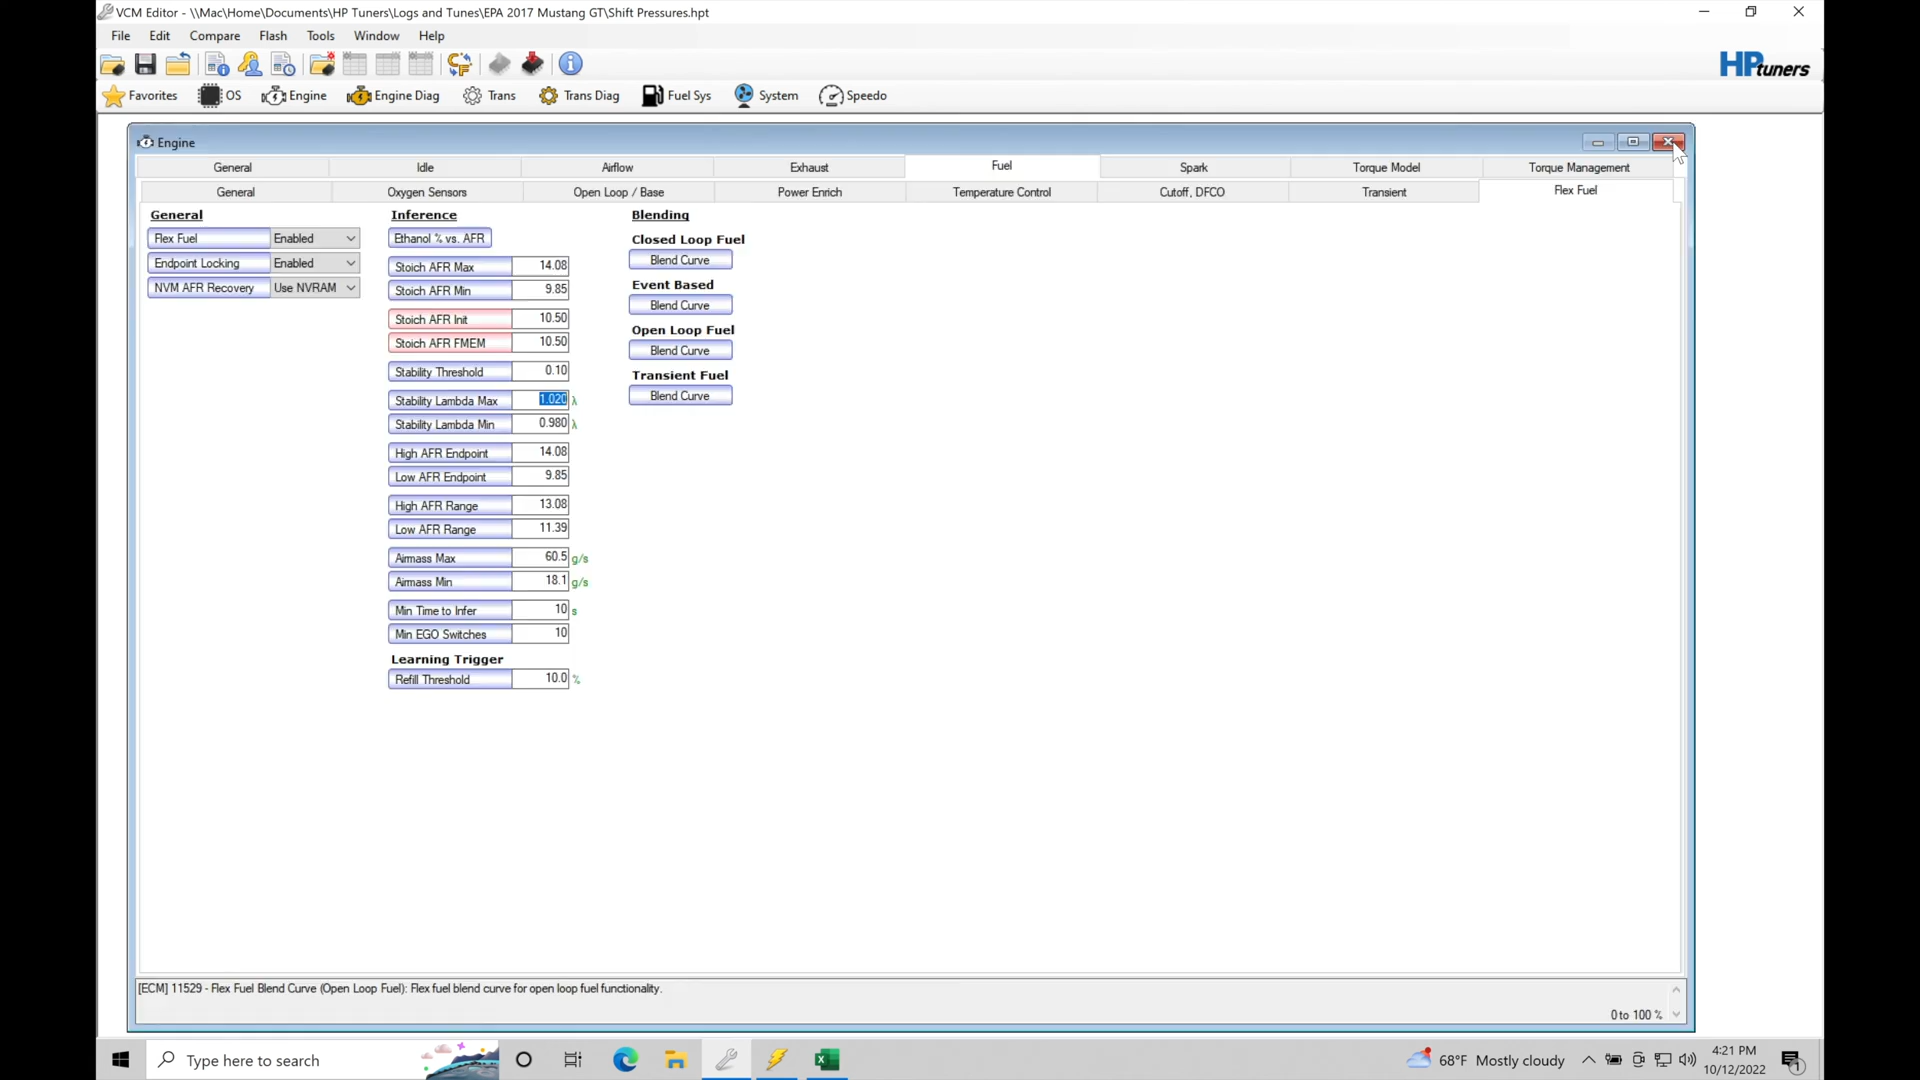 VCM Editor - \\Mac\Home\Documents\HP Tuners\Logs and Tunes\EPA 2017 Mustang GT\Shift Pressures.hpt
File Edit Compare Flash Tools Window Help
HPtuners
Favorites OS Engine Engine Diag Trans Trans Diag Fuel Sys System Speedo
Engine
General Idle Airflow Exhaust Fuel Spark Torque Model Torque Management
General Oxygen Sensors Open Loop / Base Power Enrich Temperature Control Cutoff, DFCO Transient Flex Fuel
General
Flex Fuel Enabled
Endpoint Locking Enabled
NVM AFR Recovery Use NVRAM
Inference
Ethanol % vs. AFR
Stoich AFR Max 14.08
Stoich AFR Min 9.85
Stoich AFR Init 10.50
Stoich AFR FMEM 10.50
Stability Threshold 0.10
Stability Lambda Max 1.020 λ
Stability Lambda Min 0.980 λ
High AFR Endpoint 14.08
Low AFR Endpoint 9.85
High AFR Range 13.08
Low AFR Range 11.39
Airmass Max 60.5 g/s
Airmass Min 18.1 g/s
Min Time to Infer 10 s
Min EGO Switches 10
Learning Trigger
Refill Threshold 10.0 %
Blending
Closed Loop Fuel
Blend Curve
Event Based
Blend Curve
Open Loop Fuel
Blend Curve
Transient Fuel
Blend Curve
[ECM] 11529 - Flex Fuel Blend Curve (Open Loop Fuel): Flex fuel blend curve for open loop fuel functionality.
0 to 100 %
Type here to search
68°F Mostly cloudy
4:21 PM
10/12/2022
1